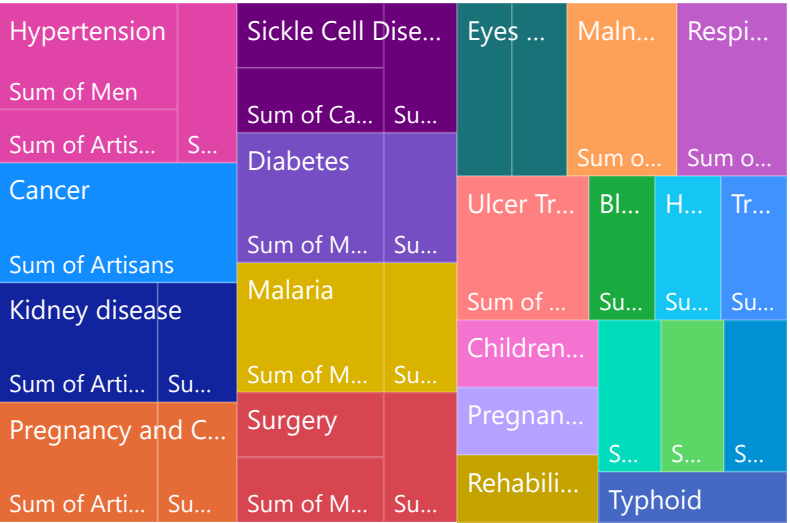 Hypertension
Sum of Men
Sum of Artis...
S...
Cancer
Sum of Artisans
Kidney disease
Sum of Arti...
Su...
Pregnancy and C...
Sum of Arti...
Su...
Sickle Cell Dise...
Sum of Ca...
Su...
Diabetes
Sum of M...
Su...
Malaria
Sum of M...
Su...
Surgery
Sum of M...
Su...
Eyes ...
Maln...
Sum o...
Respi...
Sum o...
Ulcer Tr...
Sum of ...
Bl...
Su...
H...
Su...
Tr...
Su...
Children...
Pregnan...
Rehabili...
S...
S...
S...
Typhoid